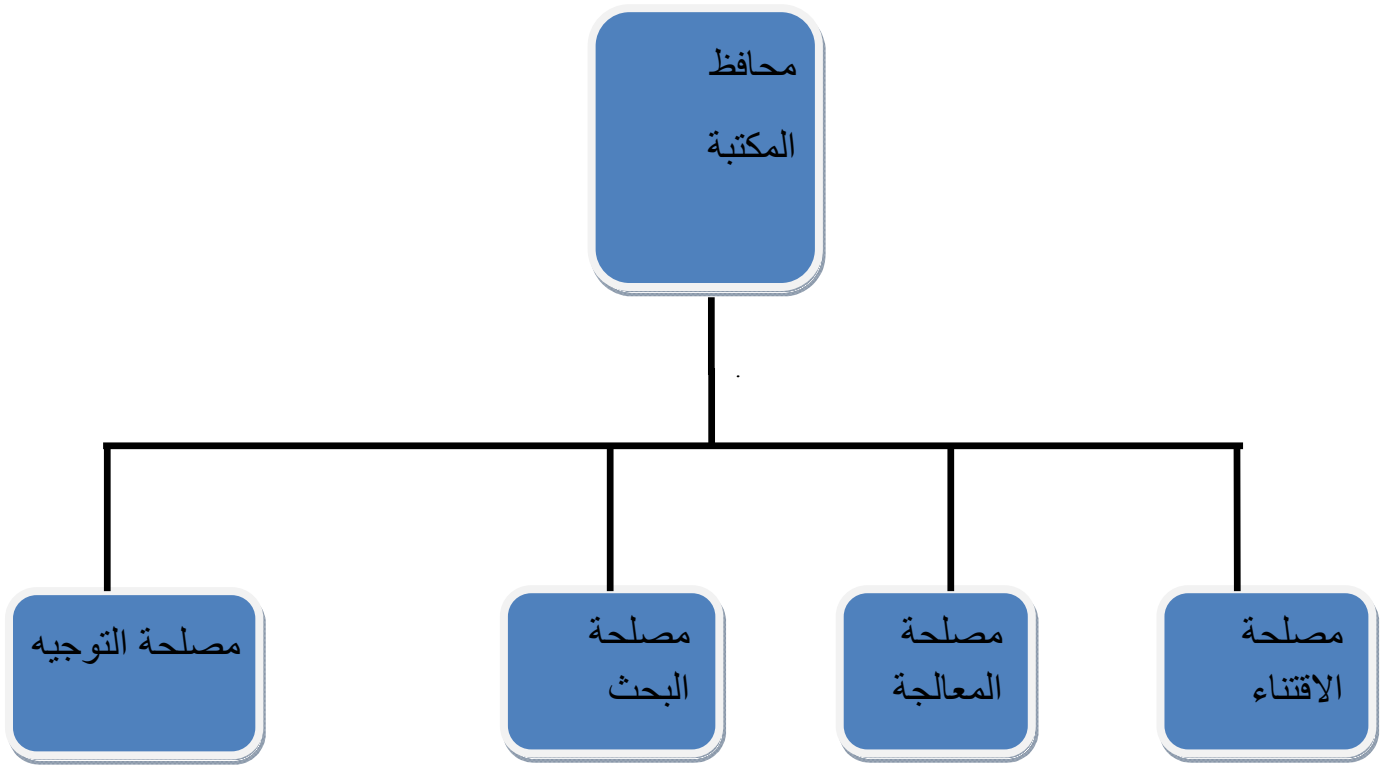 محافظ
المكتبة
مصلحة
الاقتناء
مصلحة
المعالجة
مصلحة
البحث
مصلحة التوجيه